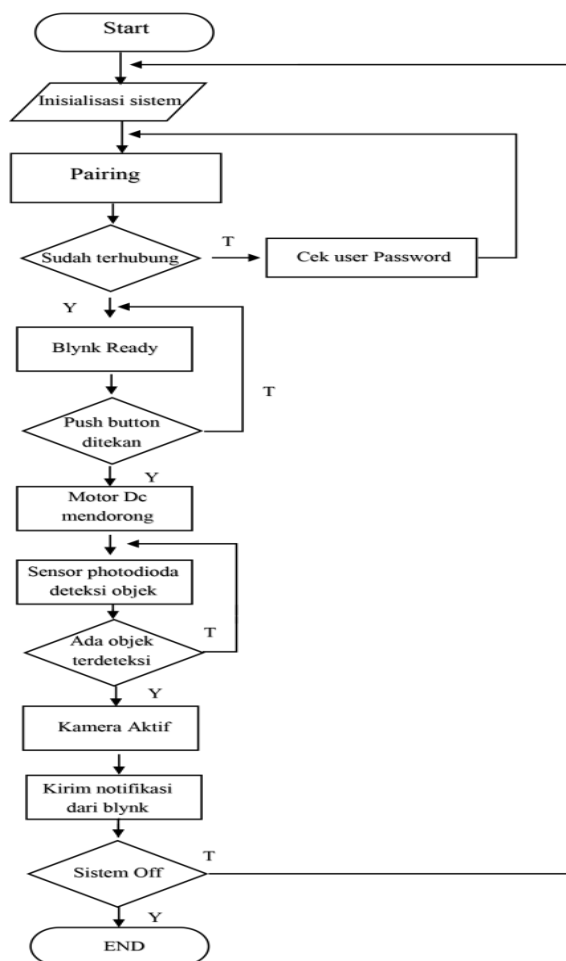 Start
Inisialisasi sistem
Pairing
Sudah terhubung
T
Cek user Password
Y
Blynk Ready
T
Push button
ditekan
Y
Motor Dc
mendorong
Sensor photodioda
deteksi objek
Ada objek
terdeteksi
T
Y
Kamera Aktif
Kirim notifikasi
dari blynk
Sistem Off
T
Y
END